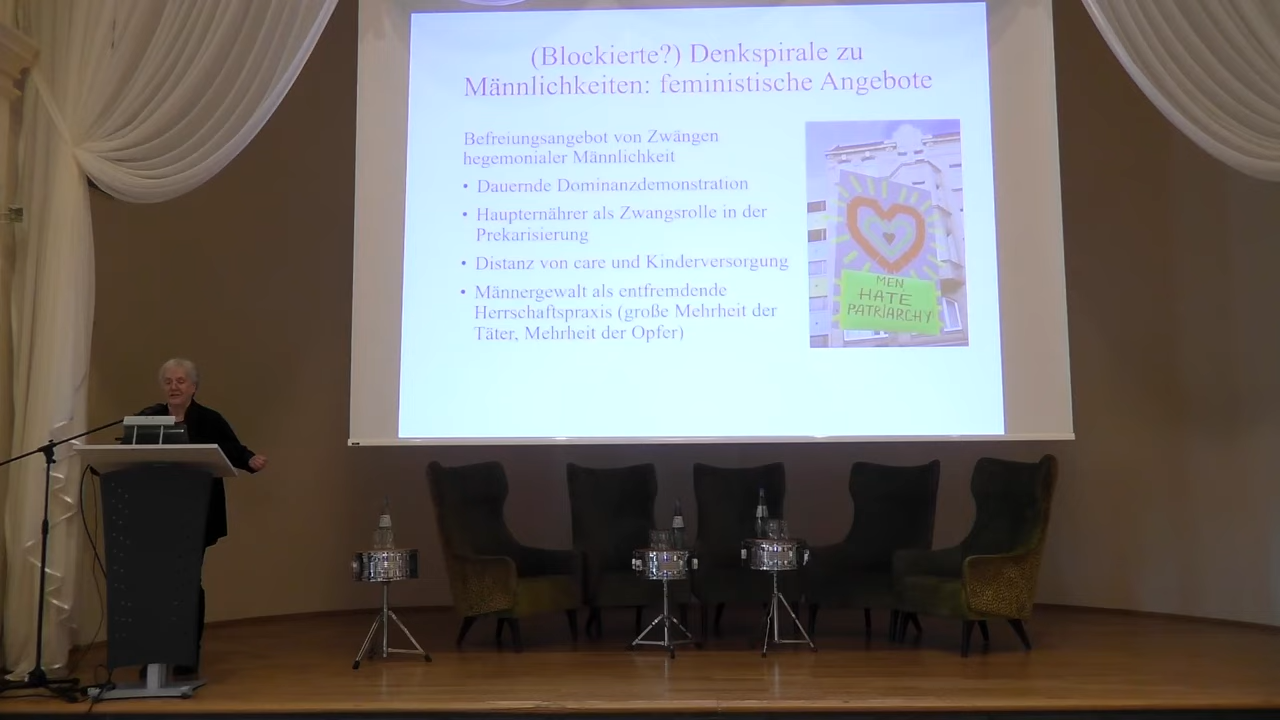 (Blockierte?) Denkspirale zu
Männlichkeiten: feministische Angebote
Befreiungsangebot von Zwängen
hegemonialer Männlichkeit
• Dauernde Dominanzdemonstration
• Haupternährer als Zwangsrolle in der
Prekarisierung
• Distanz von care und Kinderversorgung
• Männergewalt als entfremdende
Herrschaftspraxis (große Mehrheit der
Täter, Mehrheit der Opfer)
MEN
HATE
PATRIARCHY